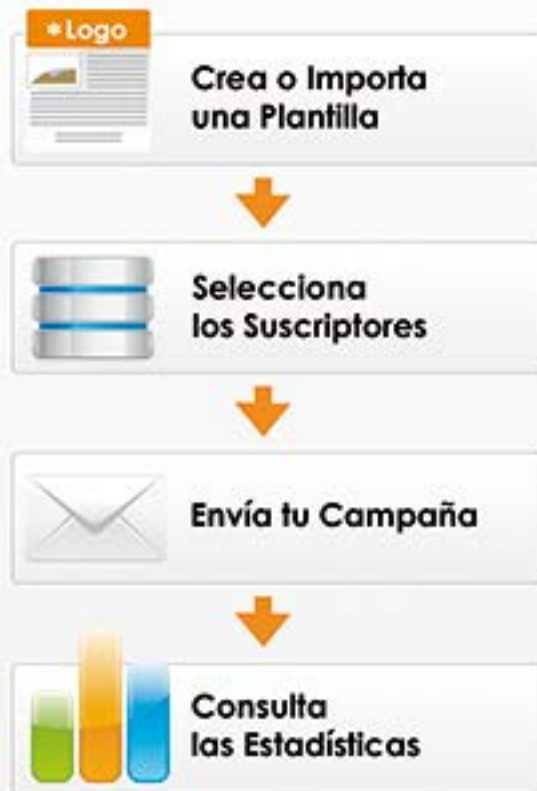 *Logo
Crea o Importa
una Plantilla
Selecciona
los Suscriptores
Envía tu Campaña
Consulta
las Estadísticas